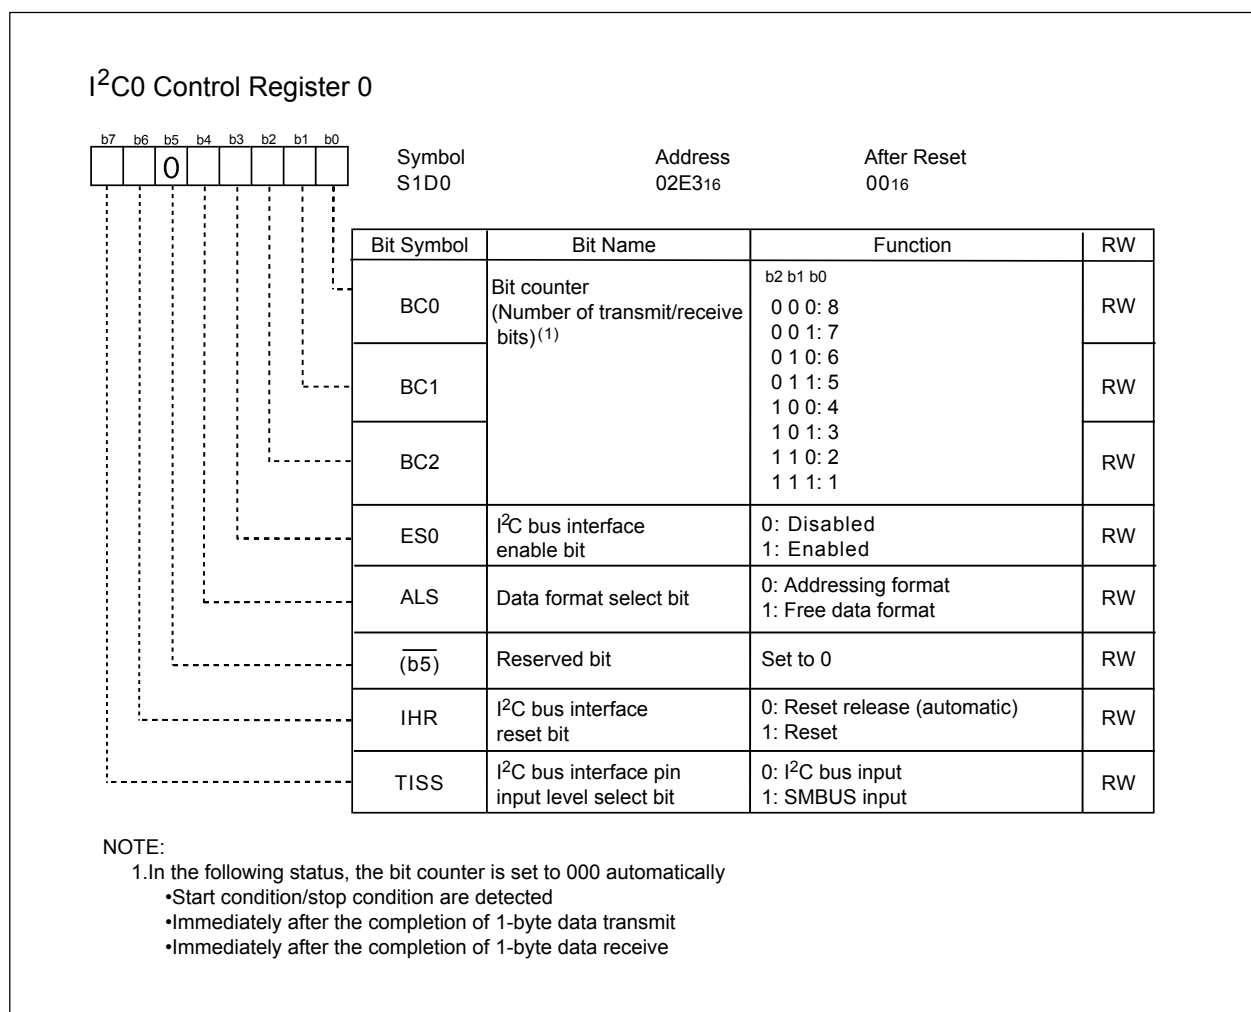 I²C0 Control Register 0
b7 b6 b5 b4 b3 b2 b1 b0
0
Symbol Address After Reset
S1D0 02E316 0016
Bit Symbol Bit Name Function RW
BC0 Bit counter
(Number of transmit/receive
bits)(1)
b2 b1 b0
0 0 0: 8
0 0 1: 7
0 1 0: 6
0 1 1: 5
1 0 0: 4
1 0 1: 3
1 1 0: 2
1 1 1: 1
RW
BC1 RW
BC2 RW
ES0 I²C bus interface
enable bit
0: Disabled
1: Enabled
RW
ALS Data format select bit
0: Addressing format
1: Free data format
RW
(b5) Reserved bit Set to 0 RW
IHR I²C bus interface
reset bit
0: Reset release (automatic)
1: Reset
RW
TISS I²C bus interface pin
input level select bit
0: I²C bus input
1: SMBUS input
RW
NOTE:
1.In the following status, the bit counter is set to 000 automatically
•Start condition/stop condition are detected
•Immediately after the completion of 1-byte data transmit
•Immediately after the completion of 1-byte data receive